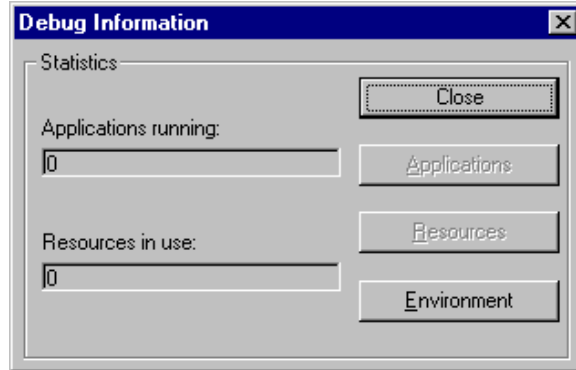 Debug Information
Statistics
Close
Applications running:
0
Applications
Resources in use:
Resources
0
Environment